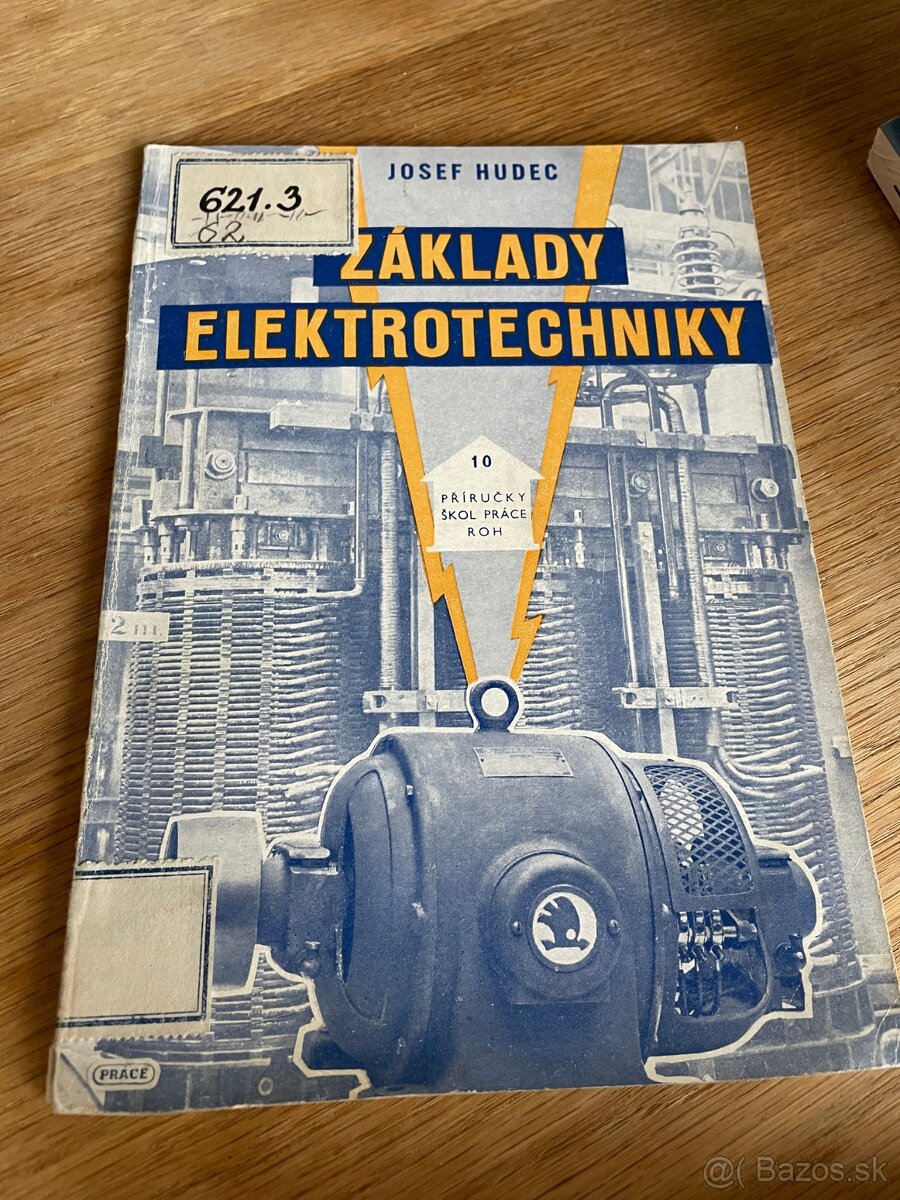 JOSEF HUDEC
621.3
62
ZÁKLADY
ELEKTROTECHNIKY
10
PŘÍRUČKY
ŠKOL PRÁCE
ROH
2 m.
PRÁCE
@( Bazos.sk